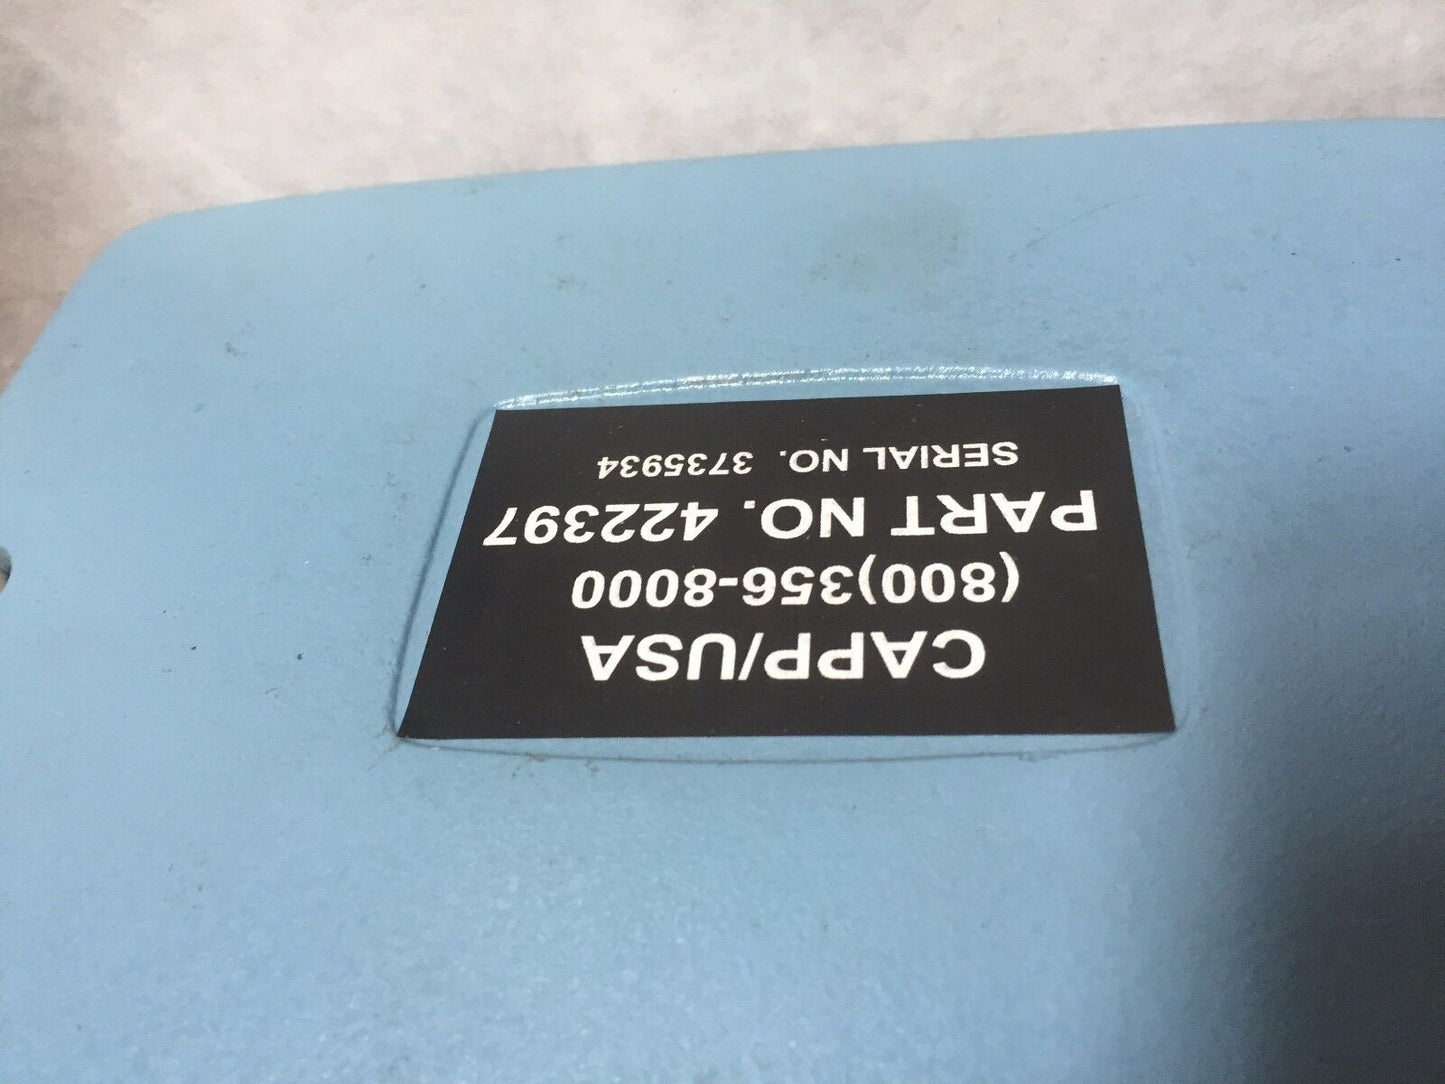 CAPP/USA
(800)356-8000
PART NO. 422397
SERIAL NO. 3735934